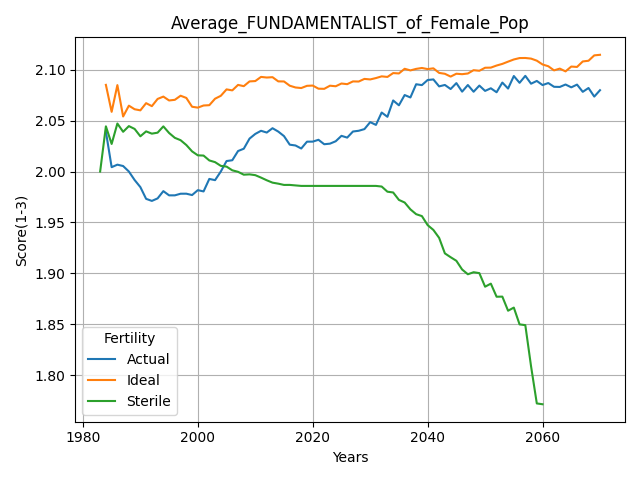 Average_FUNDAMENTALIST_of_Female_Pop
Score(1-3)
2.10
2.05
2.00
1.95
1.90
1.85
1.80
Fertility
Actual
Ideal
Sterile
1980
2000
2020
2040
2060
Years